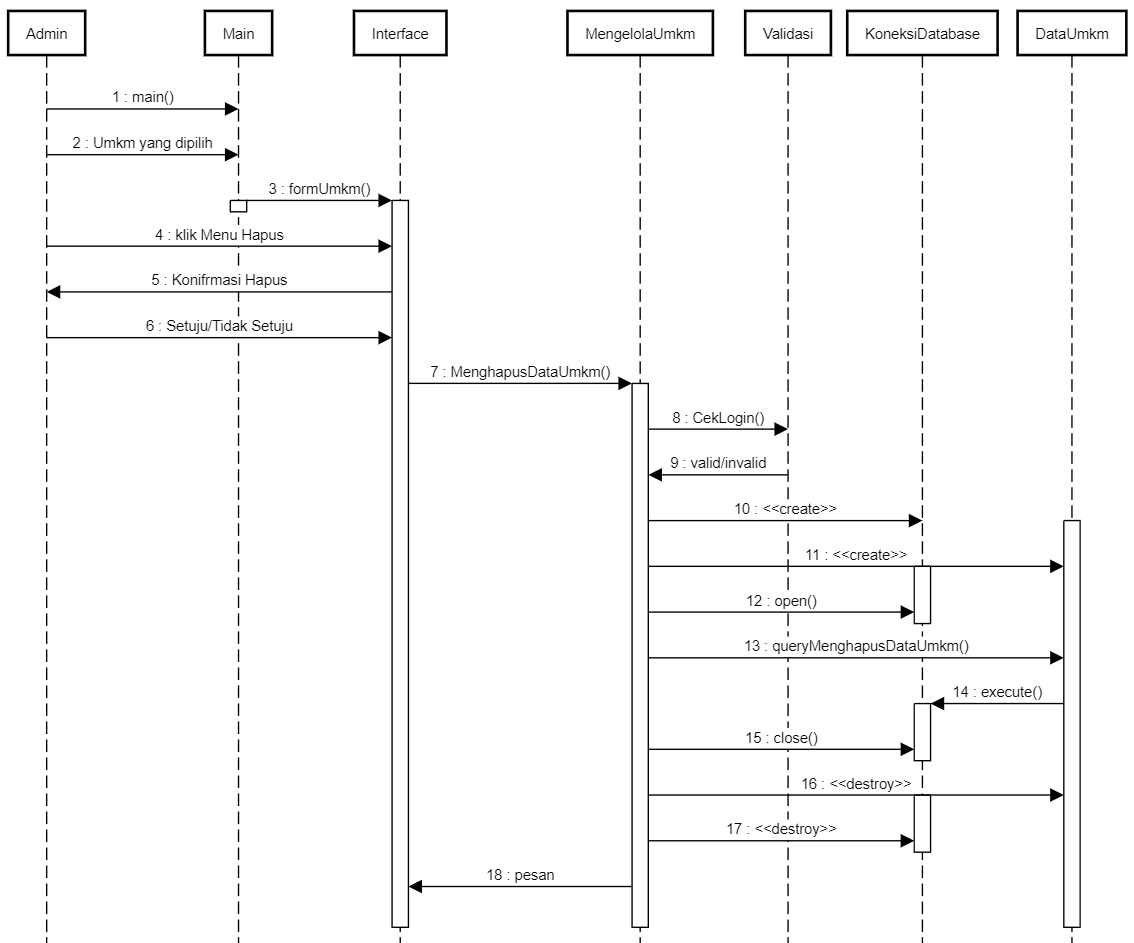 Admin
Main
Interface
MengelolaUmkm
Validasi
KoneksiDatabase
DataUmkm
1 : main()
2 : Umkm yang dipilih
3 : formUmkm()
4 : klik Menu Hapus
5 : Konifrmasi Hapus
6 : Setuju/Tidak Setuju
7 : MenghapusDataUmkm()
8 : CekLogin()
9 : valid/invalid
10 : <<create>>
11 : <<create>>
12 : open()
13 : queryMenghapusDataUmkm()
14 : execute()
15 : close()
16 : <<destroy>>
17 : <<destroy>>
18 : pesan